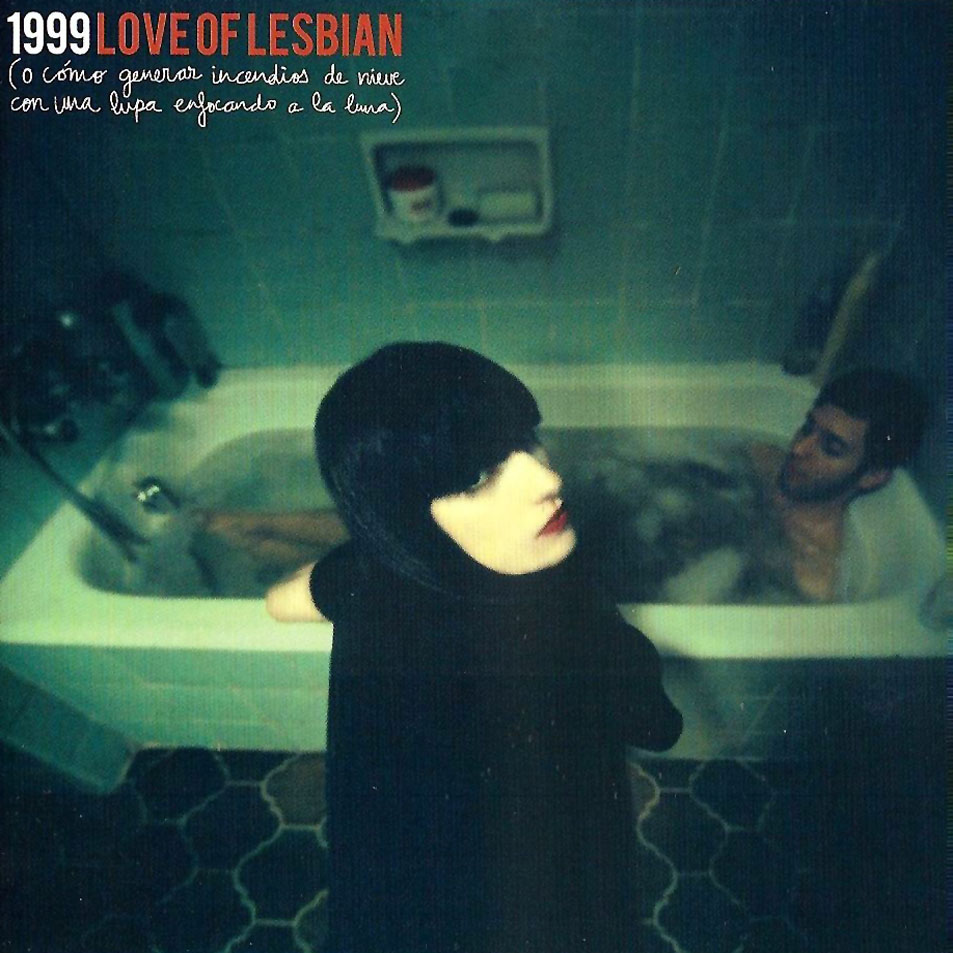 1999 LOVE OF LESBIAN
(o cómo generar incendios de nieve
con una lupa enfocando a la luna)